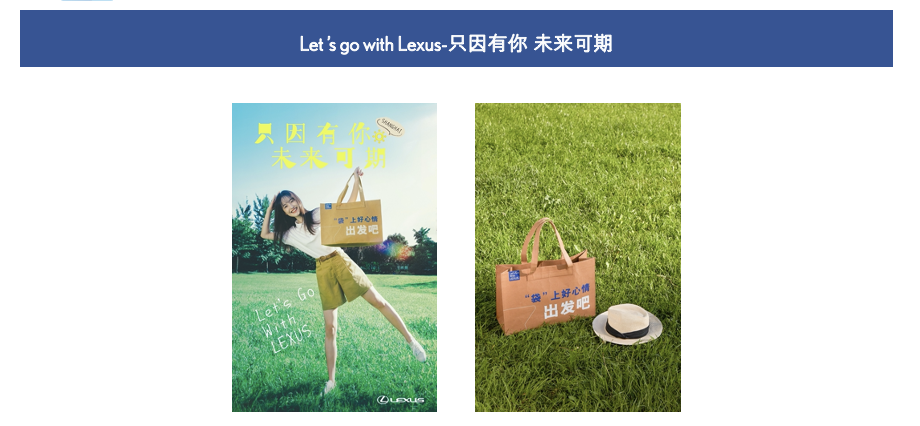 Let 's go with Lexus-只因有你 未来可期
只因有你
SHANGHAI
未来可期
“袋”上好心情
出发吧
Let's Go
With
LEXUS
LEXUS
“袋”上好心情
出发吧